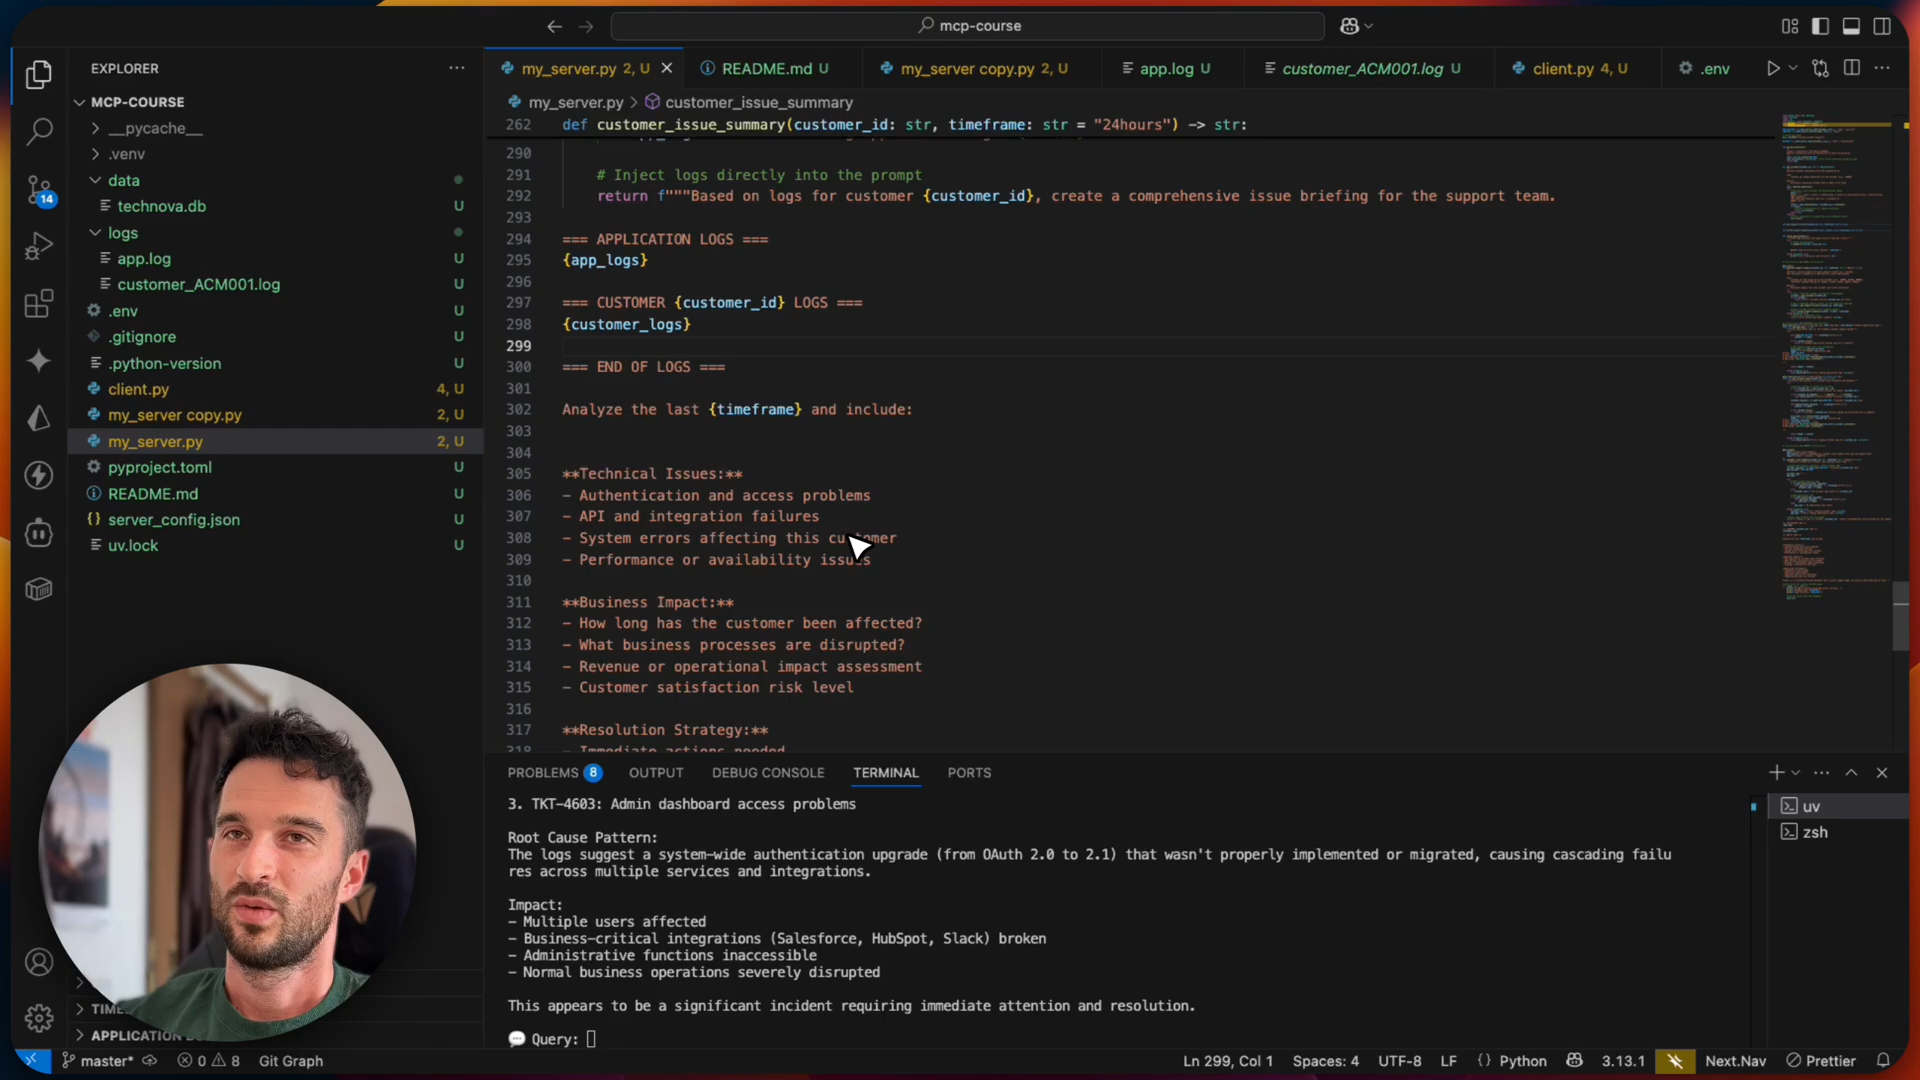 mcp-course
EXPLORER
MCP-COURSE
__pycache__
.venv
data
technova.db U
logs
app.log U
customer_ACM001.log U
.env U
.gitignore U
.python-version U
client.py 4, U
my_server copy.py 2, U
my_server.py 2, U
pyproject.toml U
README.md U
server_config.json U
uv.lock U
14
my_server.py 2, U
README.md U
my_server copy.py 2, U
app.log U
customer_ACM001.log U
client.py 4, U
.env
my_server.py > customer_issue_summary
262 def customer_issue_summary(customer_id: str, timeframe: str = "24hours") -> str:
290
291 # Inject logs directly into the prompt
292 return f"""Based on logs for customer {customer_id}, create a comprehensive issue briefing for the support team.
293
294 === APPLICATION LOGS ===
295 {app_logs}
296
297 === CUSTOMER {customer_id} LOGS ===
298 {customer_logs}
299
300 === END OF LOGS ===
301
302 Analyze the last {timeframe} and include:
303
304
305 **Technical Issues:**
306 - Authentication and access problems
307 - API and integration failures
308 - System errors affecting this customer
309 - Performance or availability issues
310
311 **Business Impact:**
312 - How long has the customer been affected?
313 - What business processes are disrupted?
314 - Revenue or operational impact assessment
315 - Customer satisfaction risk level
316
317 **Resolution Strategy:**
318 - Immediate actions needed
PROBLEMS 8 OUTPUT DEBUG CONSOLE TERMINAL PORTS
uv
zsh
3. TKT-4603: Admin dashboard access problems
Root Cause Pattern:
The logs suggest a system-wide authentication upgrade (from OAuth 2.0 to 2.1) that wasn't properly implemented or migrated, causing cascading failu
res across multiple services and integrations.
Impact:
- Multiple users affected
- Business-critical integrations (Salesforce, HubSpot, Slack) broken
- Administrative functions inaccessible
- Normal business operations severely disrupted
This appears to be a significant incident requiring immediate attention and resolution.
Query:
master* 0 8 Git Graph
Ln 299, Col 1 Spaces: 4 UTF-8 LF Python 3.13.1 Next.Nav Prettier